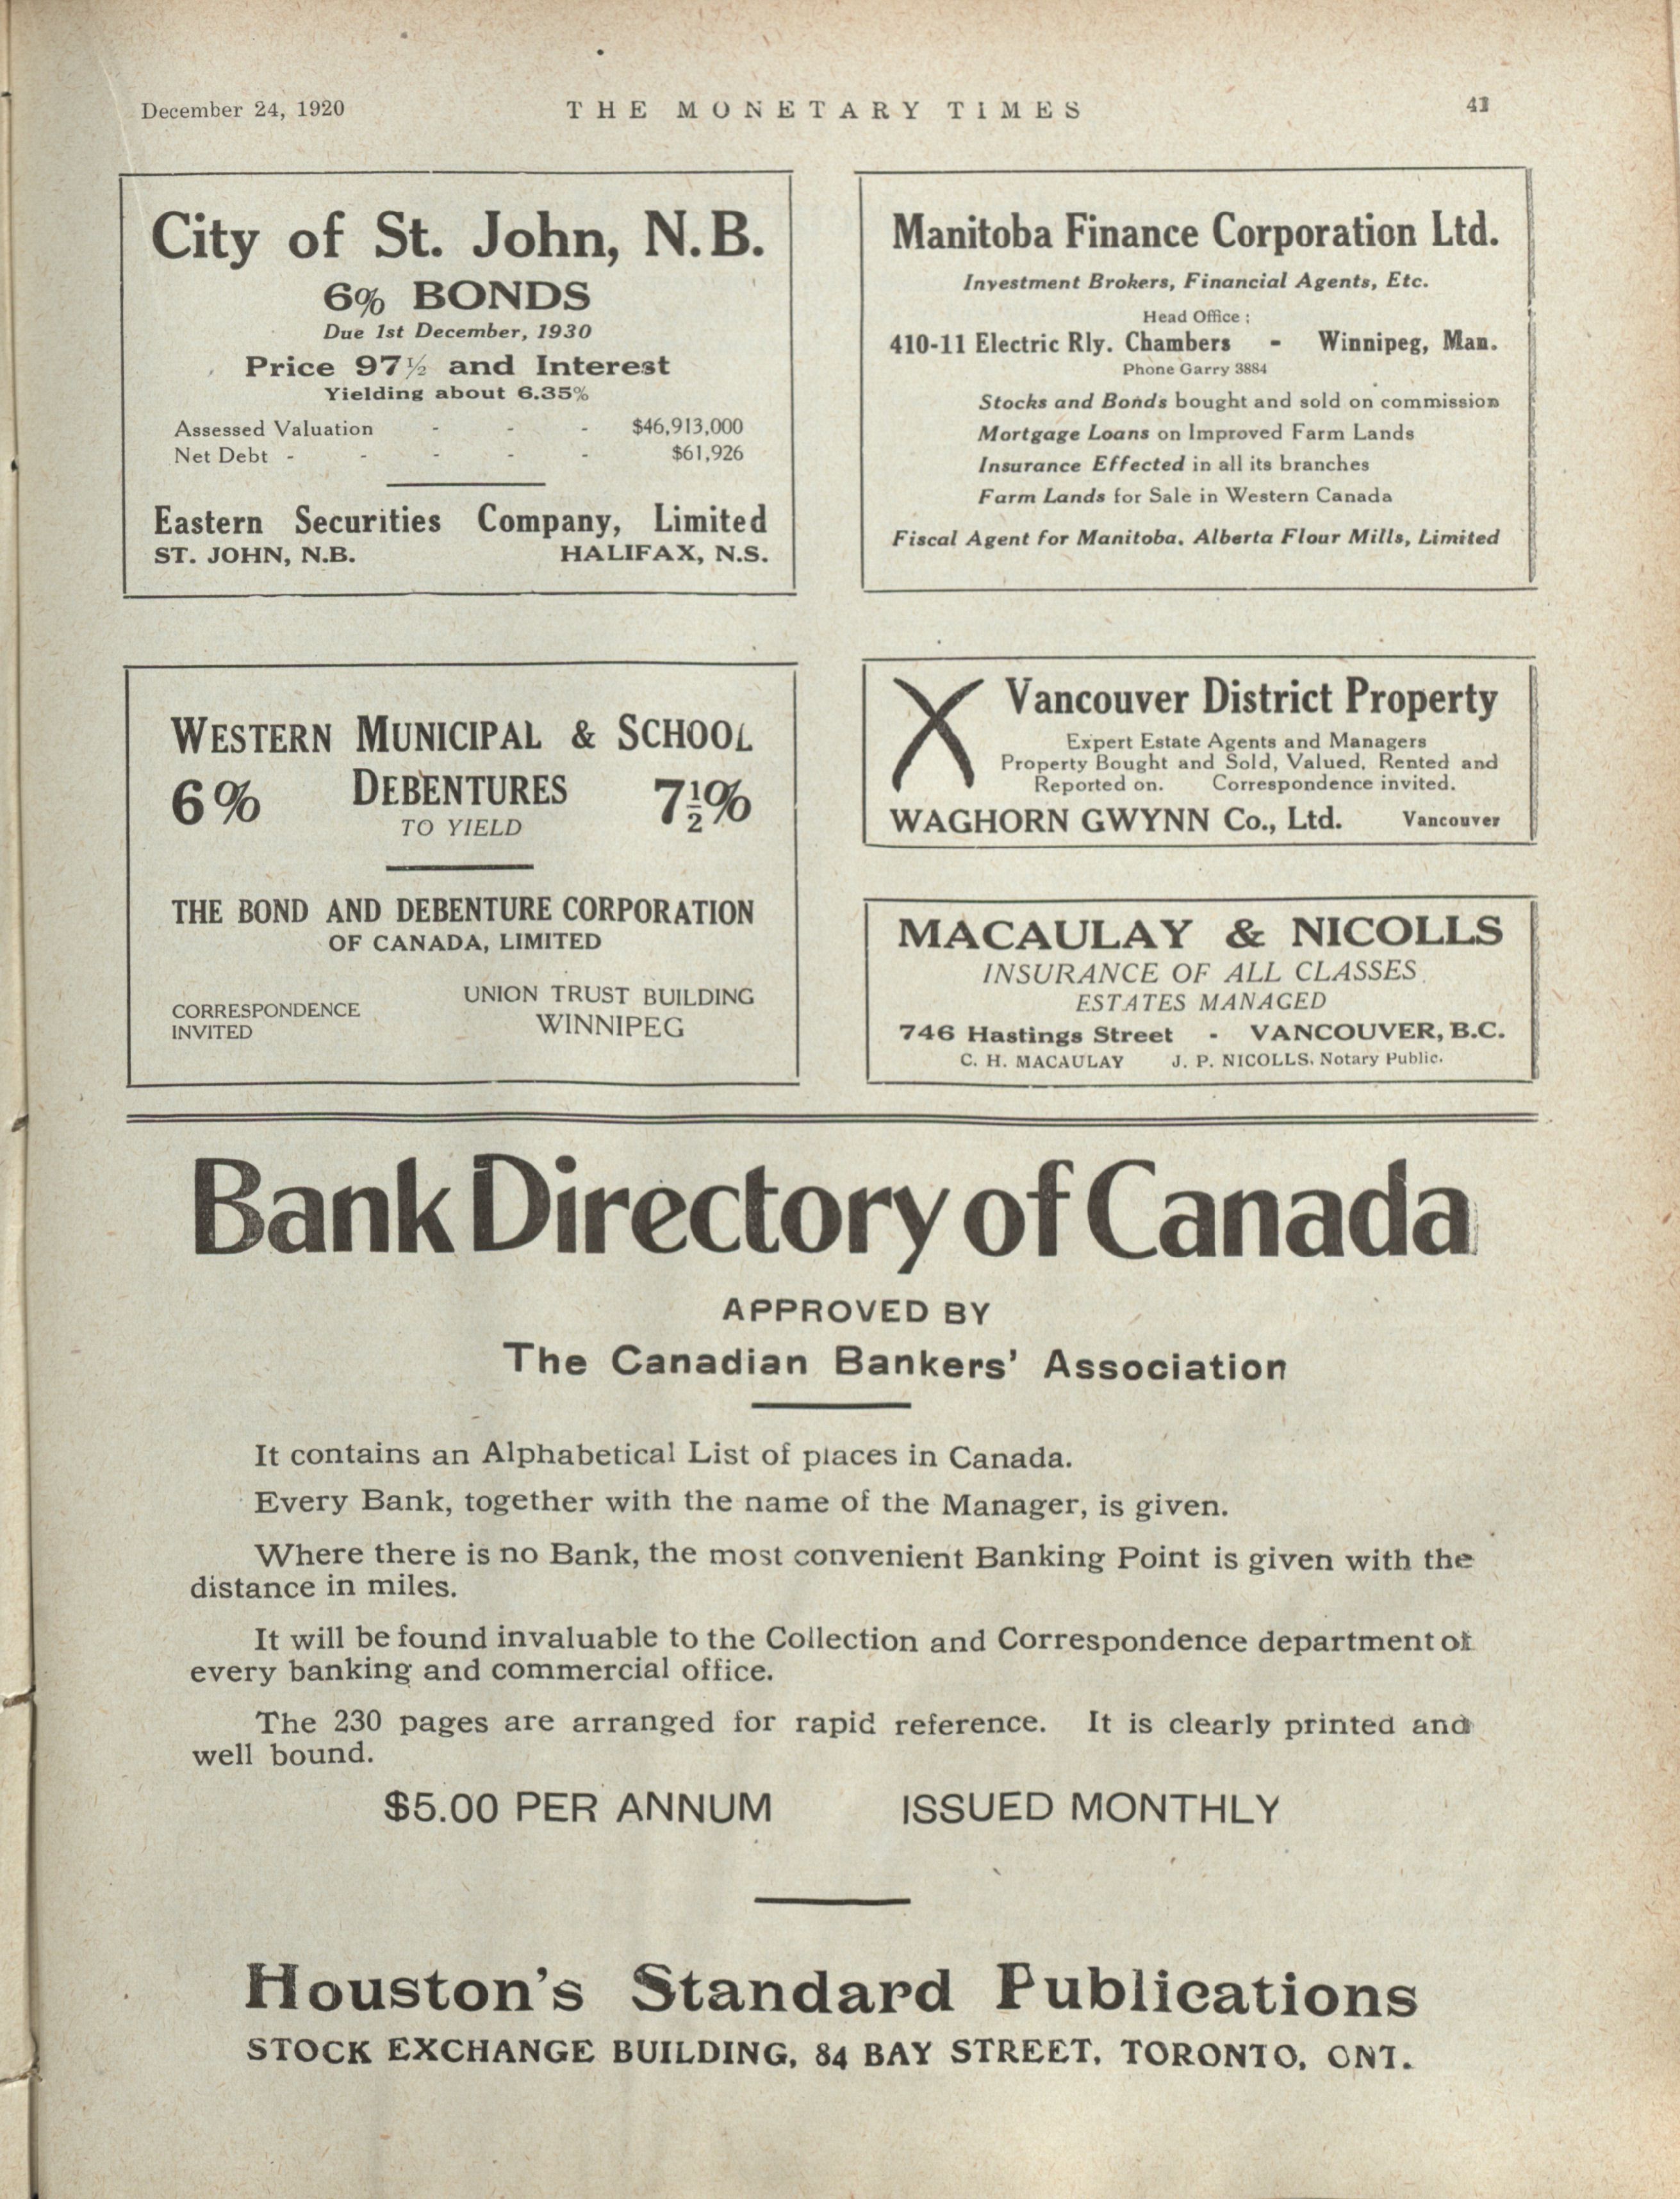 December 24, 1920
THE MONETARY TIMES
41
City of St. John, N.B.
6% BONDS
Due 1st December, 1930
Price 97½ and Interest
Yielding about 6.35%
Assessed Valuation - - - $46,913,000
Net Debt - - - - - $61,926
Eastern Securities Company, Limited
ST. JOHN, N.B. HALIFAX, N.S.
Manitoba Finance Corporation Ltd.
Investment Brokers, Financial Agents, Etc.
Head Office :
410-11 Electric Rly. Chambers - Winnipeg, Man.
Phone Garry 3884
Stocks and Bonds bought and sold on commission
Mortgage Loans on Improved Farm Lands
Insurance Effected in all its branches
Farm Lands for Sale in Western Canada
Fiscal Agent for Manitoba. Alberta Flour Mills, Limited
WESTERN MUNICIPAL & SCHOOL
6% DEBENTURES 7½%
TO YIELD
THE BOND AND DEBENTURE CORPORATION
OF CANADA, LIMITED
CORRESPONDENCE
INVITED
UNION TRUST BUILDING
WINNIPEG
X Vancouver District Property
Expert Estate Agents and Managers
Property Bought and Sold, Valued, Rented and
Reported on. Correspondence invited.
WAGHORN GWYNN Co., Ltd. Vancouver
MACAULAY & NICOLLS
INSURANCE OF ALL CLASSES
ESTATES MANAGED
746 Hastings Street - VANCOUVER, B.C.
C. H. MACAULAY J. P. NICOLLS, Notary Public.
Bank Directory of Canada
APPROVED BY
The Canadian Bankers' Association
It contains an Alphabetical List of places in Canada.
Every Bank, together with the name of the Manager, is given.
Where there is no Bank, the most convenient Banking Point is given with the
distance in miles.
It will be found invaluable to the Collection and Correspondence department of
every banking and commercial office.
The 230 pages are arranged for rapid reference. It is clearly printed and
well bound.
$5.00 PER ANNUM ISSUED MONTHLY
Houston's Standard Publications
STOCK EXCHANGE BUILDING, 84 BAY STREET, TORONTO, ONT.